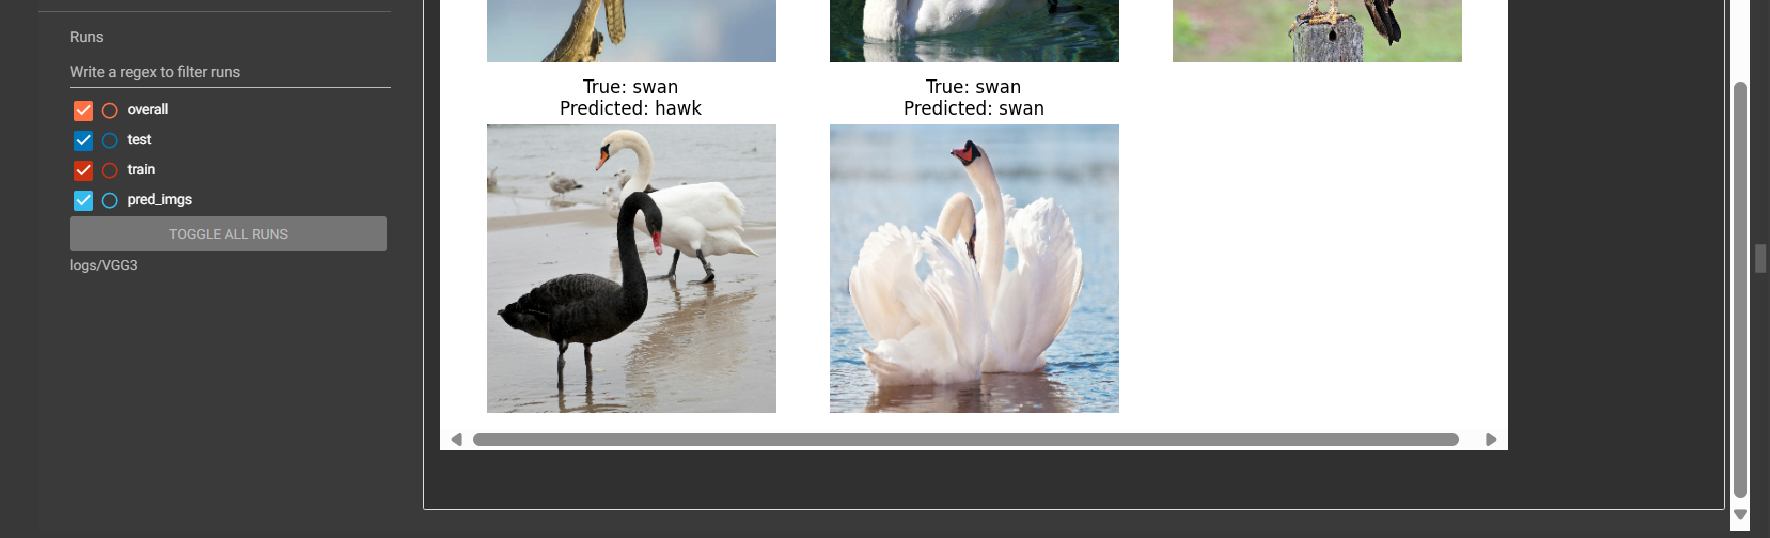 Runs
Write a regex to filter runs
overall
test
train
pred_imgs
TOGGLE ALL RUNS
logs/VGG3
True: swan
Predicted: hawk
True: swan
Predicted: swan